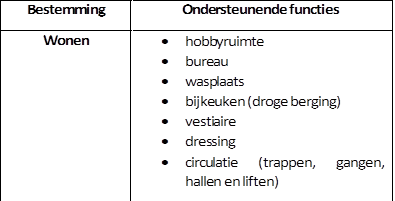 Bestemming Ondersteunende functies
Wonen • hobbyruimte
• bureau
• wasplaats
• bijkeuken (droge berging)
• vestiaire
• dressing
• circulatie (trappen, gangen,
hallen en liften)